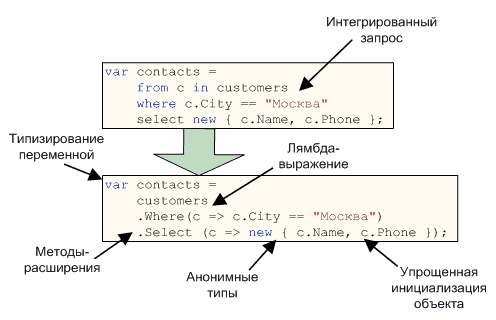 Интегрированный
запрос
var contacts =
from c in customers
where c.City == "Москва"
select new { c.Name, c.Phone };
Типизирование
переменной
Лямбда-
выражение
var contacts =
customers
.Where(c => c.City == "Москва")
.Select (c => new { c.Name, c.Phone });
Методы-
расширения
Анонимные
типы
Упрощенная
инициализация
объекта